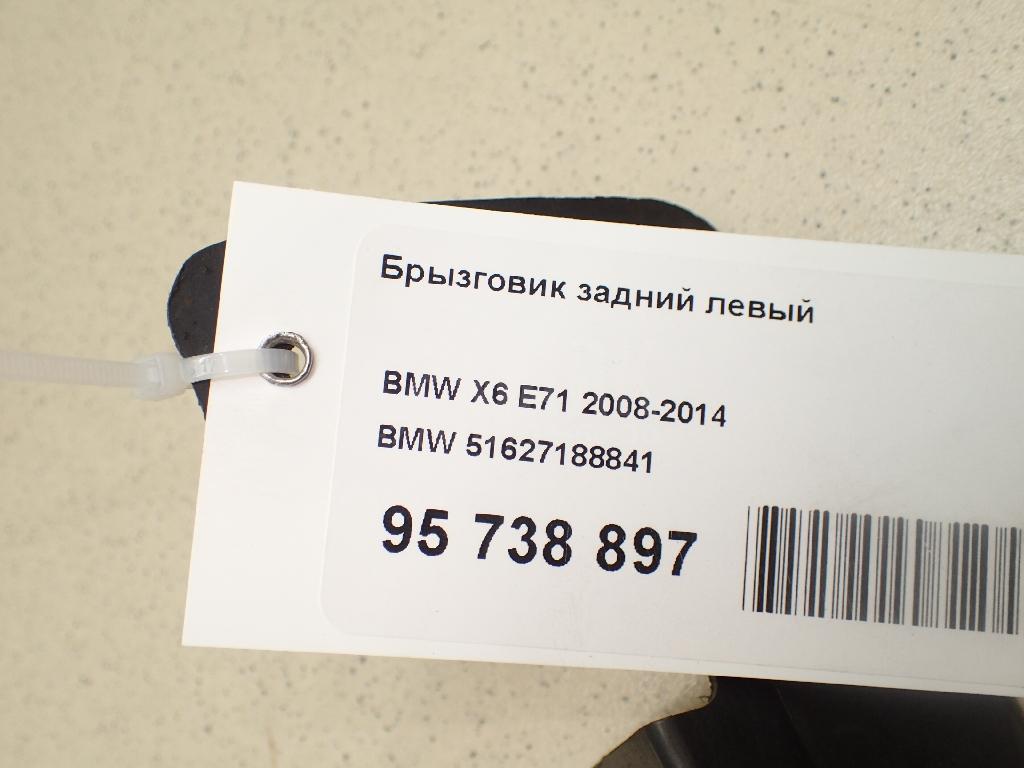 Брызговик задний левый
BMW X6 E71 2008-2014
BMW 51627188841
95 738 897